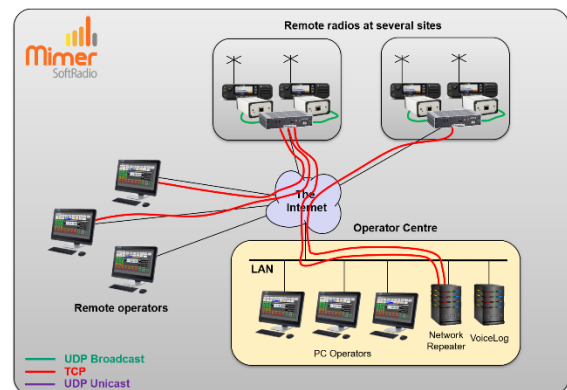 Mimer
SoftRadio
Remote radios at several sites
The
Internet
Operator Centre
LAN
Remote operators
PC Operators
Network
Repeater
VoiceLog
UDP Broadcast
TCP
UDP Unicast